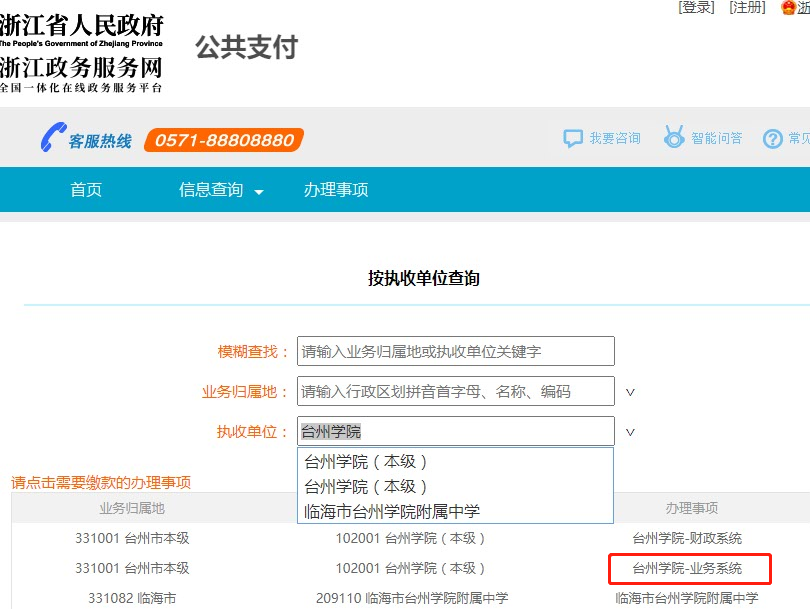 [登录] [注册] 浙
浙江省人民政府
The People's Government of Zhejiang Province
浙江政务服务网
全国一体化在线政务服务平台
公共支付
客服热线 0571-88808880 我要咨询 智能问答 常见
首页 信息查询 办理事项
按执收单位查询
模糊查找： 请输入业务归属地或执收单位关键字
业务归属地： 请输入行政区划拼音首字母、名称、编码
执收单位： 台州学院
台州学院（本级）
台州学院（本级）
临海市台州学院附属中学
请点击需要缴款的办理事项
业务归属地 办理事项
331001 台州市本级 102001 台州学院（本级） 台州学院-财政系统
331001 台州市本级 102001 台州学院（本级） 台州学院-业务系统
331082 临海市 209110 临海市台州学院附属中学 临海市台州学院附属中学